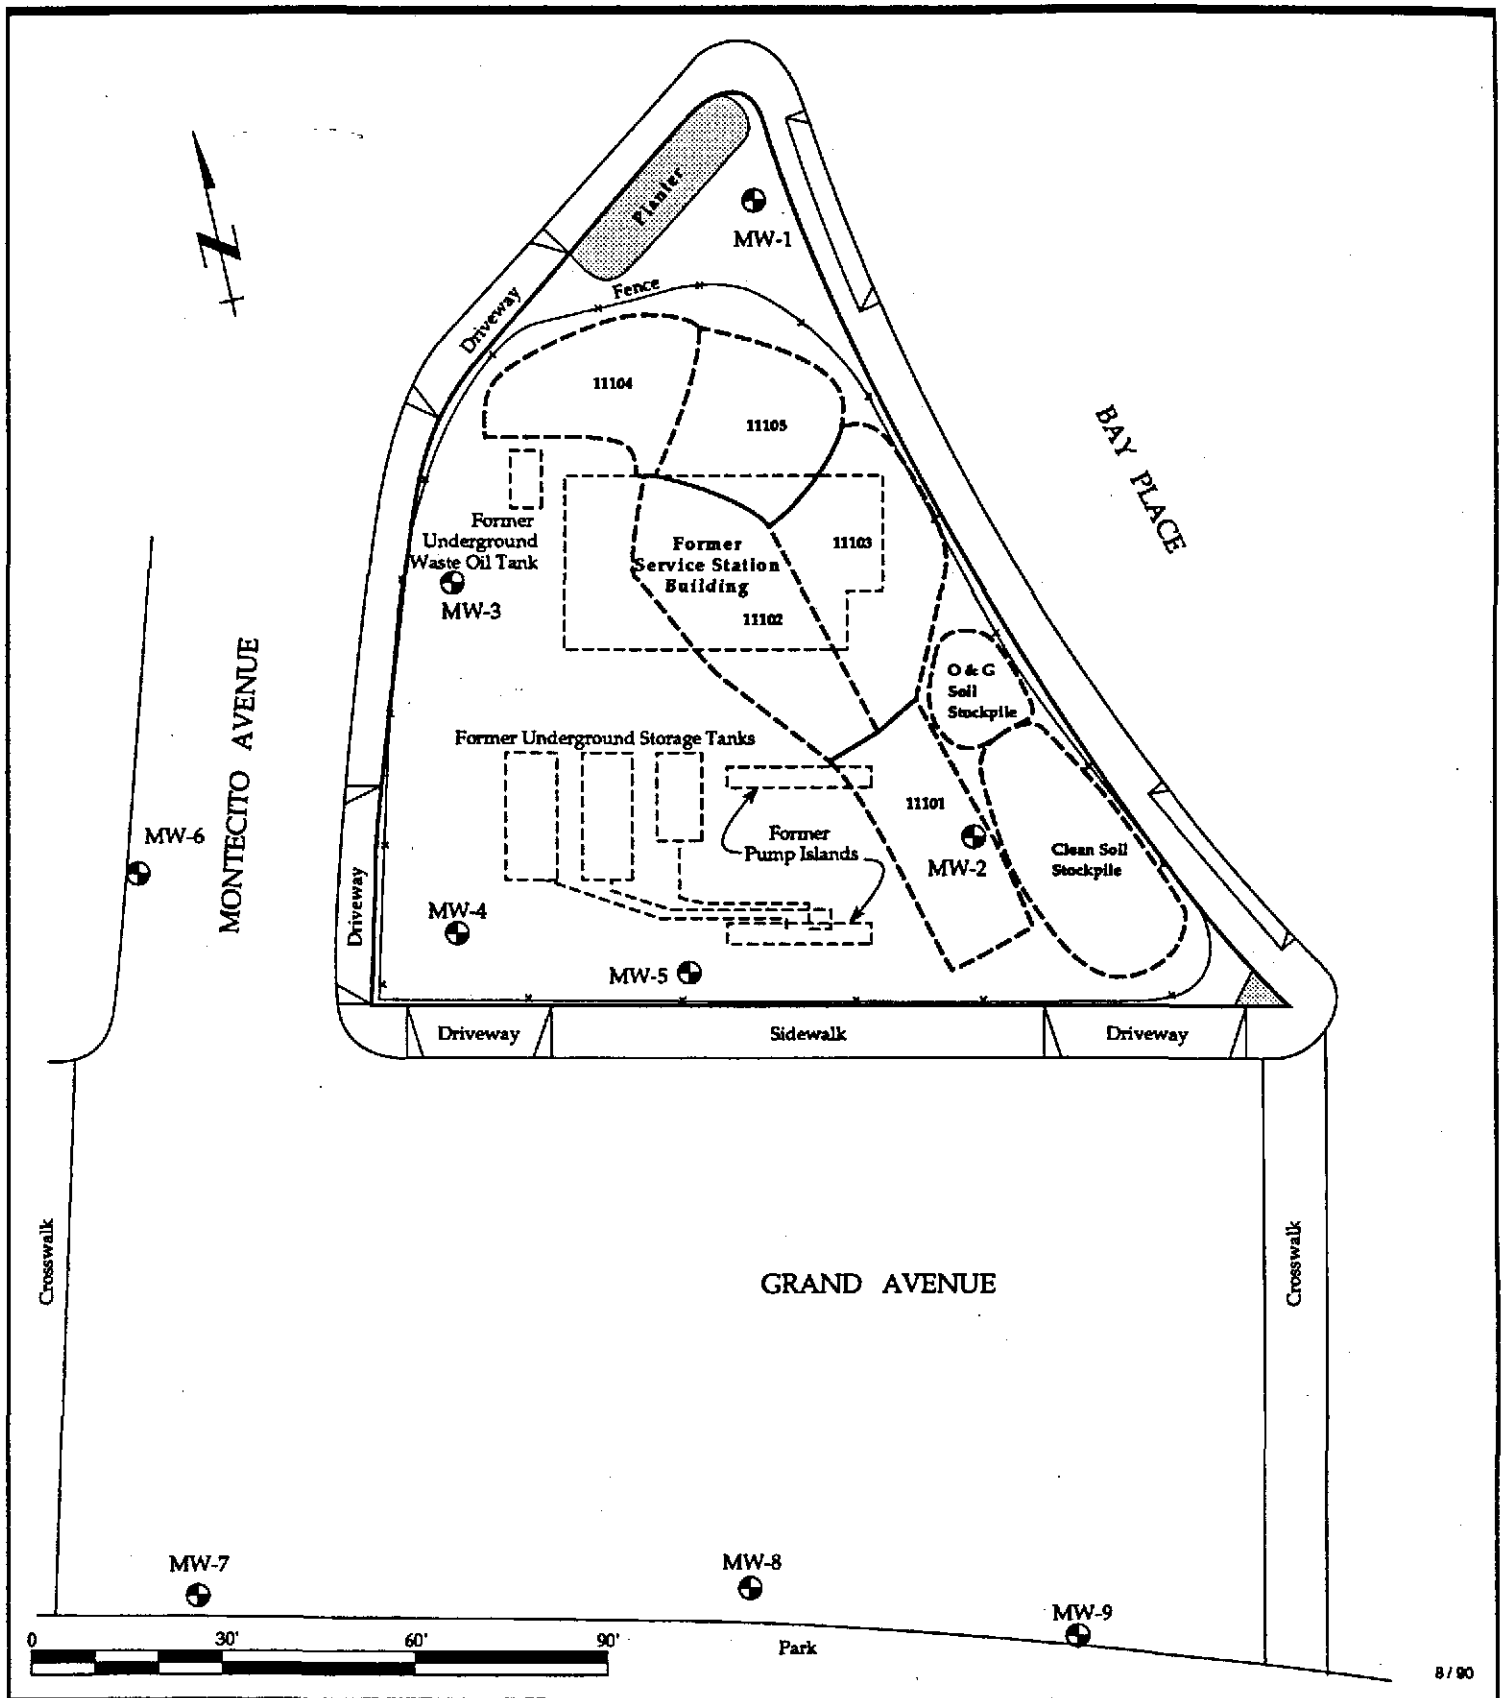 Planter
MW-1
Fence
Driveway
N
11104
11105
BAY PLACE
Former
Underground
Waste Oil Tank
MW-3
Former
Service Station
Building
11103
11102
O & G
Soil
Stockpile
MONTECITO AVENUE
Former Underground Storage Tanks
11101
MW-6
Former
Pump Islands
MW-2
Clean Soil
Stockpile
Driveway
MW-4
MW-5
Driveway
Sidewalk
Driveway
Crosswalk
GRAND AVENUE
Crosswalk
MW-7
MW-8
MW-9
0
30'
60'
90'
Park
8 / 90